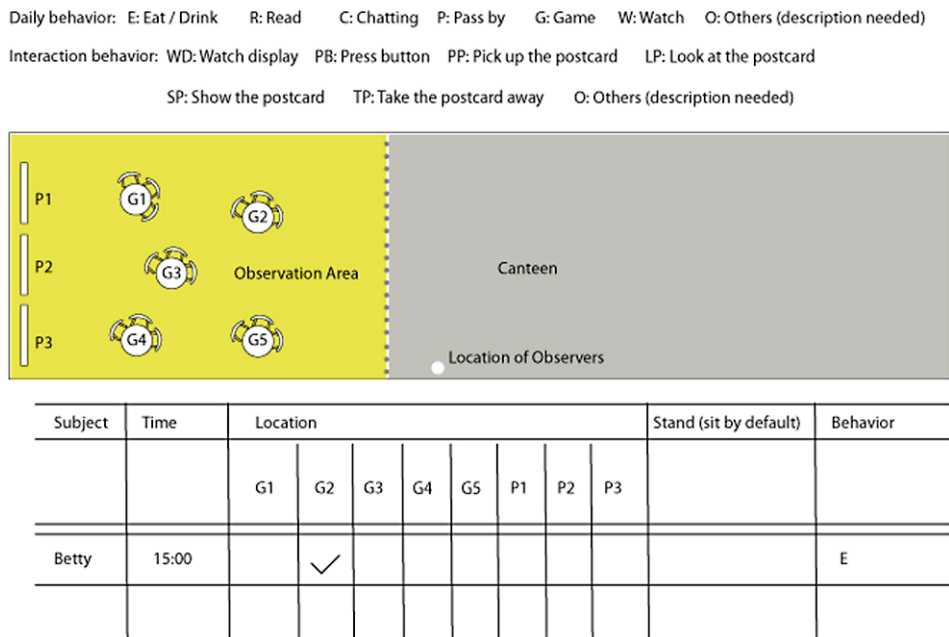 Daily behavior: E: Eat / Drink R: Read C: Chatting P: Pass by G: Game W: Watch O: Others (description needed)
Interaction behavior: WD: Watch display PB: Press button PP: Pick up the postcard LP: Look at the postcard
SP: Show the postcard TP: Take the postcard away O: Others (description needed)
P1
G1
G2
P2
G3
Observation Area
Canteen
P3
G4
G5
Location of Observers
Subject Time Location Stand (sit by default) Behavior
G1 G2 G3 G4 G5 P1 P2 P3
Betty 15:00 E